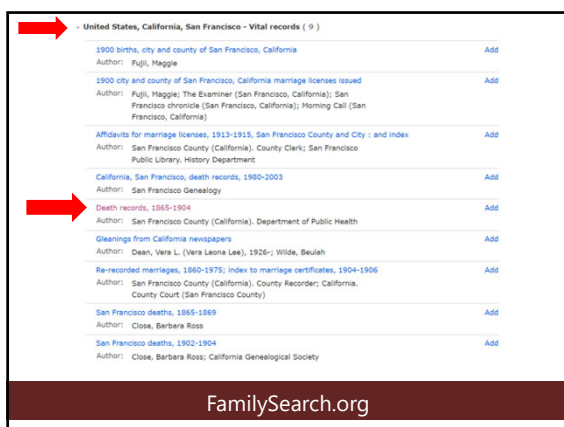 United States, California, San Francisco - Vital records ( 9 )
1900 births, city and county of San Francisco, California Add
Author: Fujii, Maggie
1900 city and county of San Francisco, California marriage licenses issued Add
Author: Fujii, Maggie; The Examiner (San Francisco, California); San
Francisco chronicle (San Francisco, California); Morning Call (San
Francisco, California)
Affidavits for marriage licenses, 1913-1915, San Francisco County and City : and index Add
Author: San Francisco County (California). County Clerk; San Francisco
Public Library. History Department
California, San Francisco, death records, 1980-2003 Add
Author: San Francisco Genealogy
Death records, 1865-1904 Add
Author: San Francisco County (California). Department of Public Health
Gleanings from California newspapers Add
Author: Dean, Vera L. (Vera Leona Lee), 1926-; Wilde, Beulah
Re-recorded marriages, 1860-1975; index to marriage certificates, 1904-1906 Add
Author: San Francisco County (California). County Recorder; California.
County Court (San Francisco County)
San Francisco deaths, 1865-1869 Add
Author: Close, Barbara Ross
San Francisco deaths, 1902-1904 Add
Author: Close, Barbara Ross; California Genealogical Society
FamilySearch.org